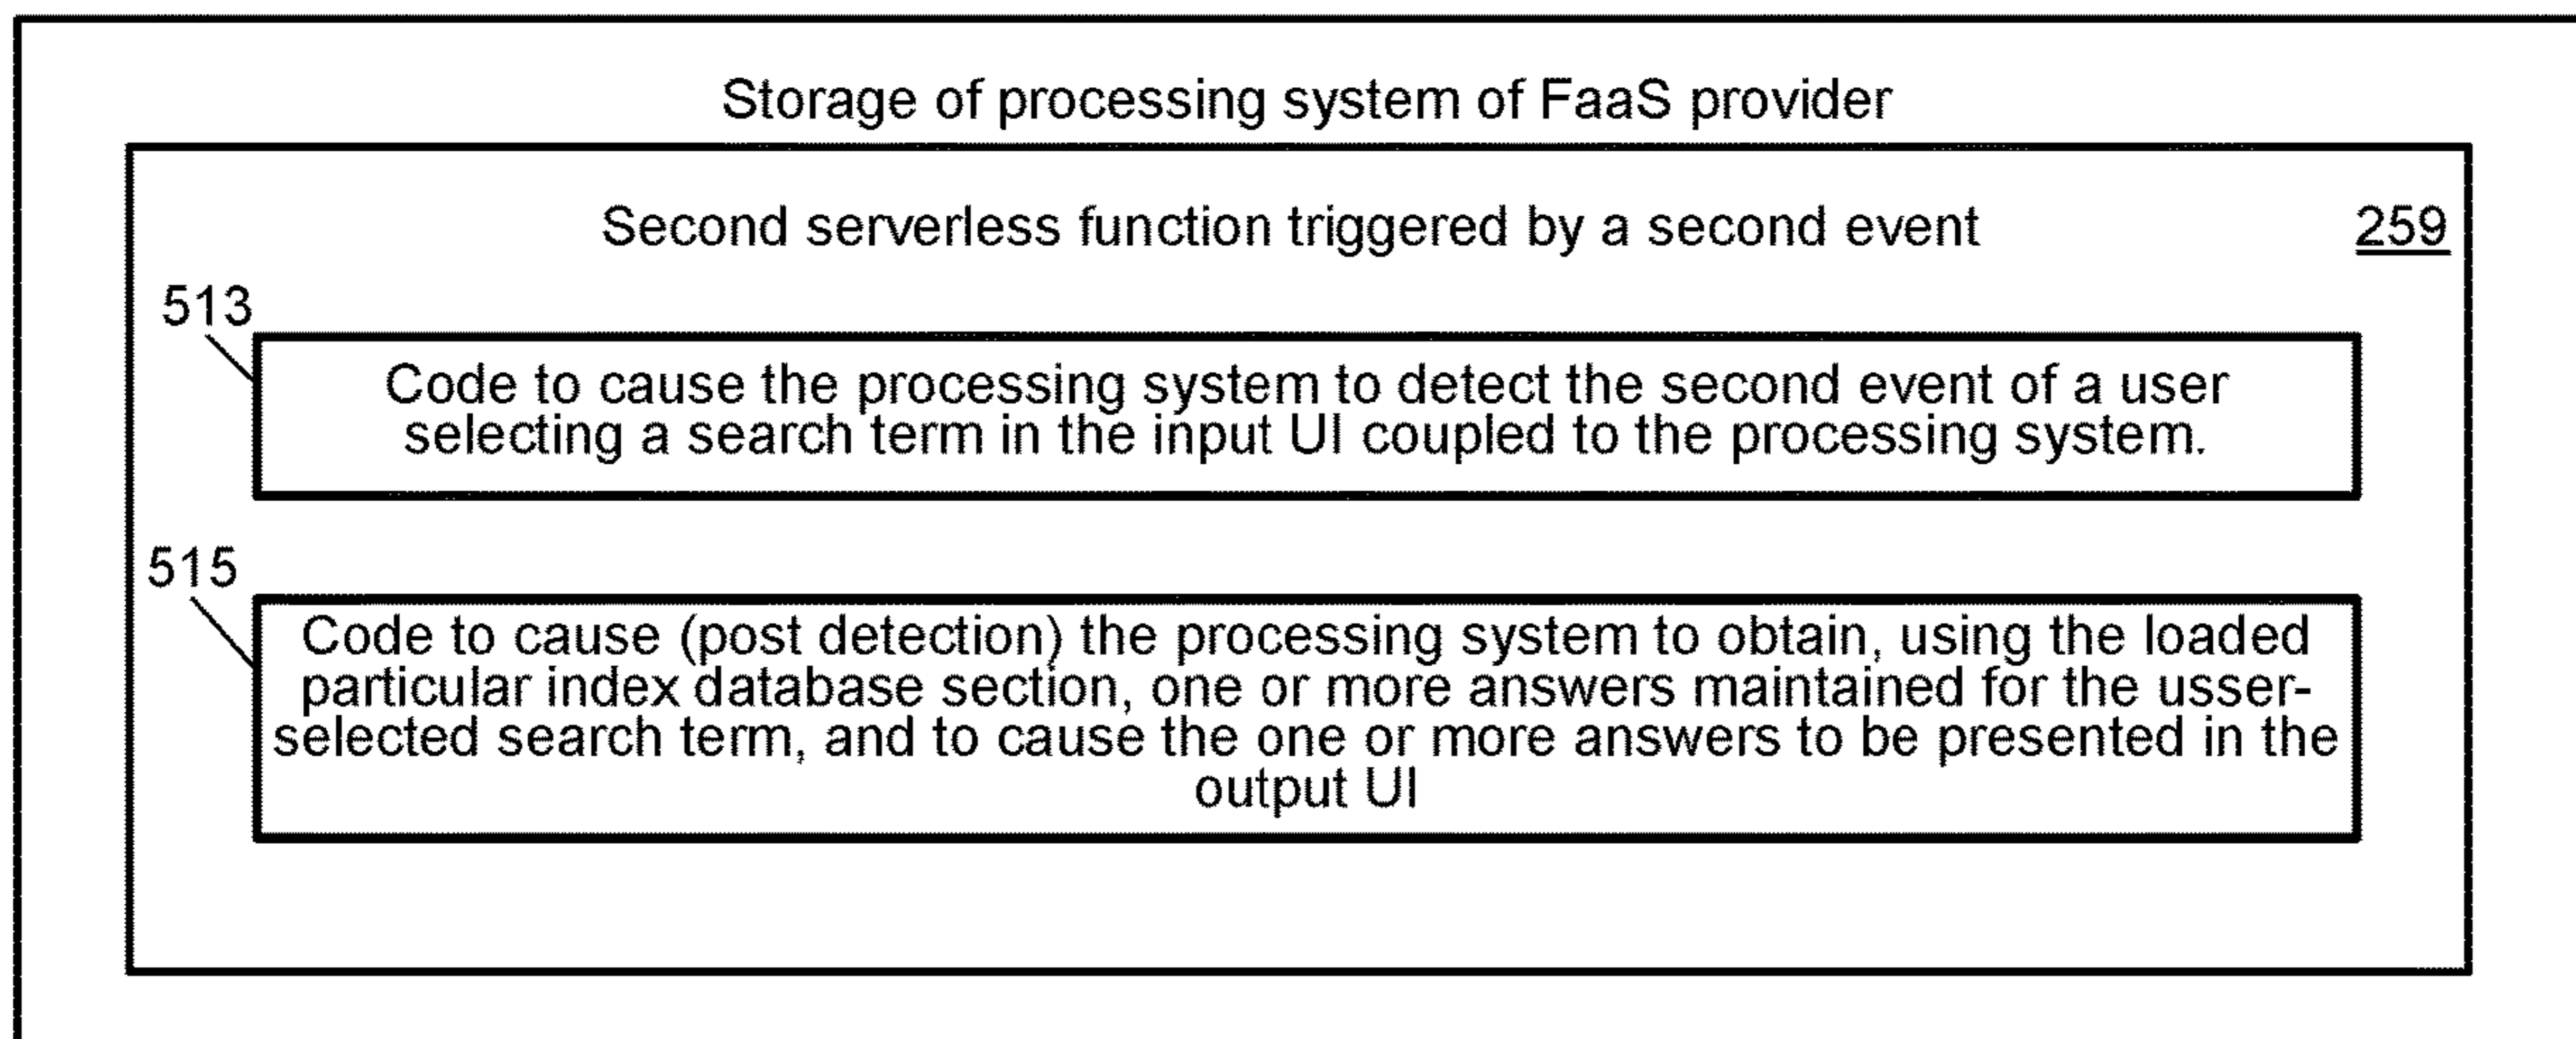 Storage of processing system of FaaS provider
Second serverless function triggered by a second event
259
513
Code to cause the processing system to detect the second event of a user
selecting a search term in the input UI coupled to the processing system.
515
Code to cause (post detection) the processing system to obtain, using the loaded
particular index database section, one or more answers maintained for the usser-
selected search term, and to cause the one or more answers to be presented in the
output UI